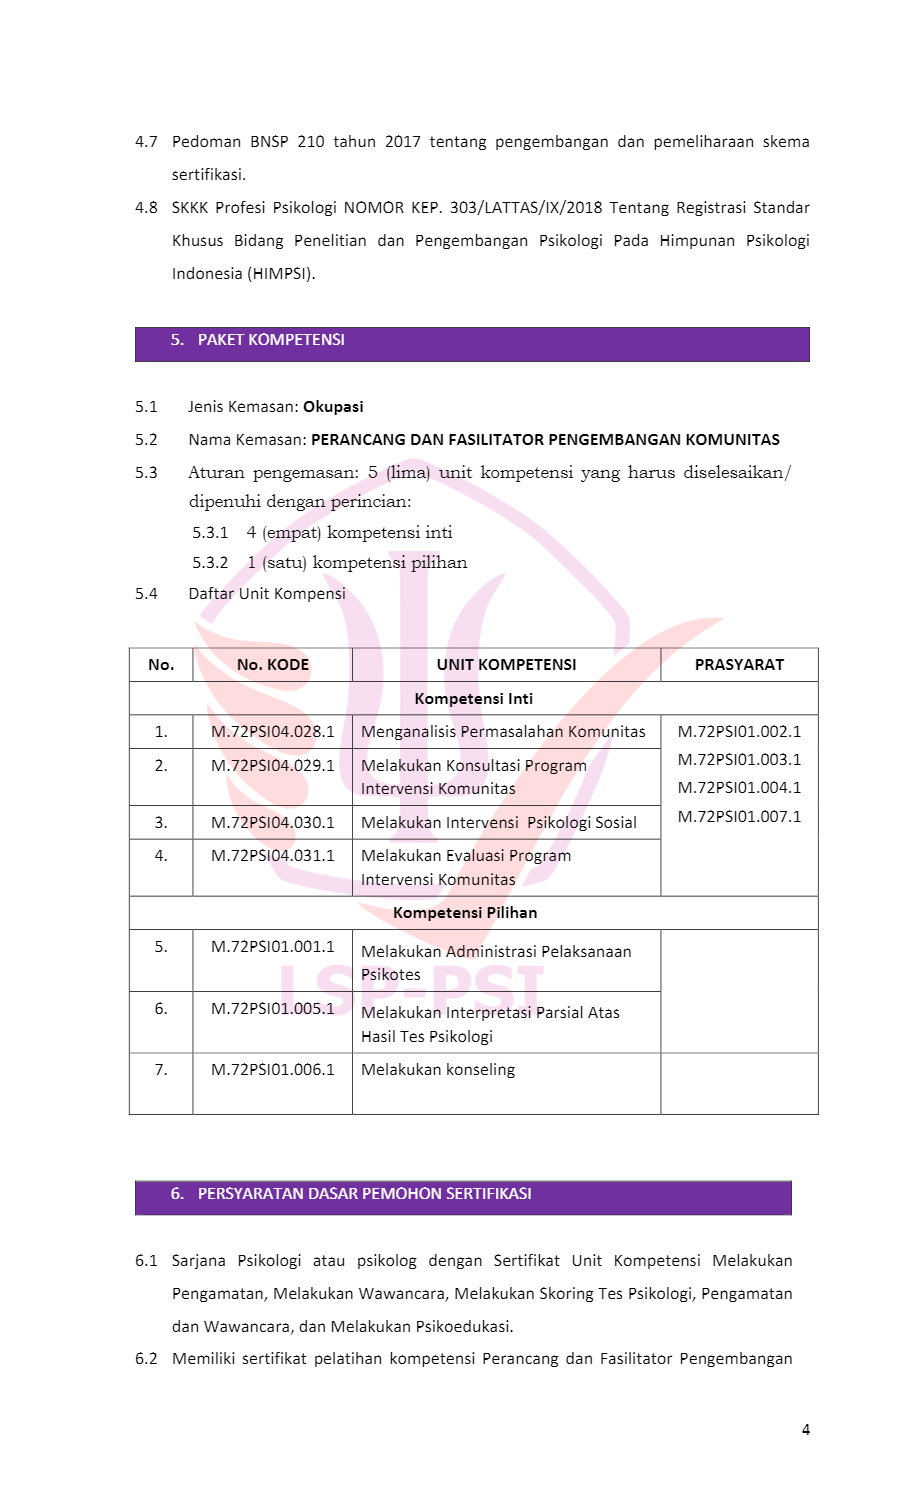 4.7 Pedoman BNSP 210 tahun 2017 tentang pengembangan dan pemeliharaan skema
sertifikasi.
4.8 SKKK Profesi Psikologi NOMOR KEP. 303/LATTAS/IX/2018 Tentang Registrasi Standar
Khusus Bidang Penelitian dan Pengembangan Psikologi Pada Himpunan Psikologi
Indonesia (HIMPSI).
5. PAKET KOMPETENSI
5.1 Jenis Kemasan: Okupasi
5.2 Nama Kemasan: PERANCANG DAN FASILITATOR PENGEMBANGAN KOMUNITAS
5.3 Aturan pengemasan: 5 (lima) unit kompetensi yang harus diselesaikan/
dipenuhi dengan perincian:
5.3.1 4 (empat) kompetensi inti
5.3.2 1 (satu) kompetensi pilihan
5.4 Daftar Unit Kompensi
No. No. KODE UNIT KOMPETENSI PRASYARAT
Kompetensi Inti
1. M.72PSI04.028.1 Menganalisis Permasalahan Komunitas M.72PSI01.002.1
M.72PSI01.003.1
2. M.72PSI04.029.1 Melakukan Konsultasi Program
Intervensi Komunitas M.72PSI01.004.1
3. M.72PSI04.030.1 Melakukan Intervensi Psikologi Sosial M.72PSI01.007.1
4. M.72PSI04.031.1 Melakukan Evaluasi Program
Intervensi Komunitas
Kompetensi Pilihan
5. M.72PSI01.001.1 Melakukan Administrasi Pelaksanaan
Psikotes
LSP-PSI
6. M.72PSI01.005.1 Melakukan Interpretasi Parsial Atas
Hasil Tes Psikologi
7. M.72PSI01.006.1 Melakukan konseling
6. PERSYARATAN DASAR PEMOHON SERTIFIKASI
6.1 Sarjana Psikologi atau psikolog dengan Sertifikat Unit Kompetensi Melakukan
Pengamatan, Melakukan Wawancara, Melakukan Skoring Tes Psikologi, Pengamatan
dan Wawancara, dan Melakukan Psikoedukasi.
6.2 Memiliki sertifikat pelatihan kompetensi Perancang dan Fasilitator Pengembangan
4